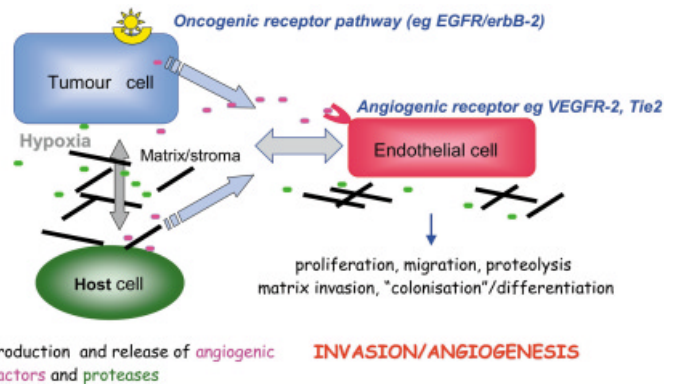 Oncogenic receptor pathway (eg EGFR/erbB-2)
Tumour cell
Angiogenic receptor eg VEGFR-2, Tie2
Hypoxia
Matrix/stroma
Endothelial cell
Host cell
proliferation, migration, proteolysis
matrix invasion, "colonisation"/differentiation
roduction and release of angiogenic
actors and proteases
INVASION/ANGIOGENESIS